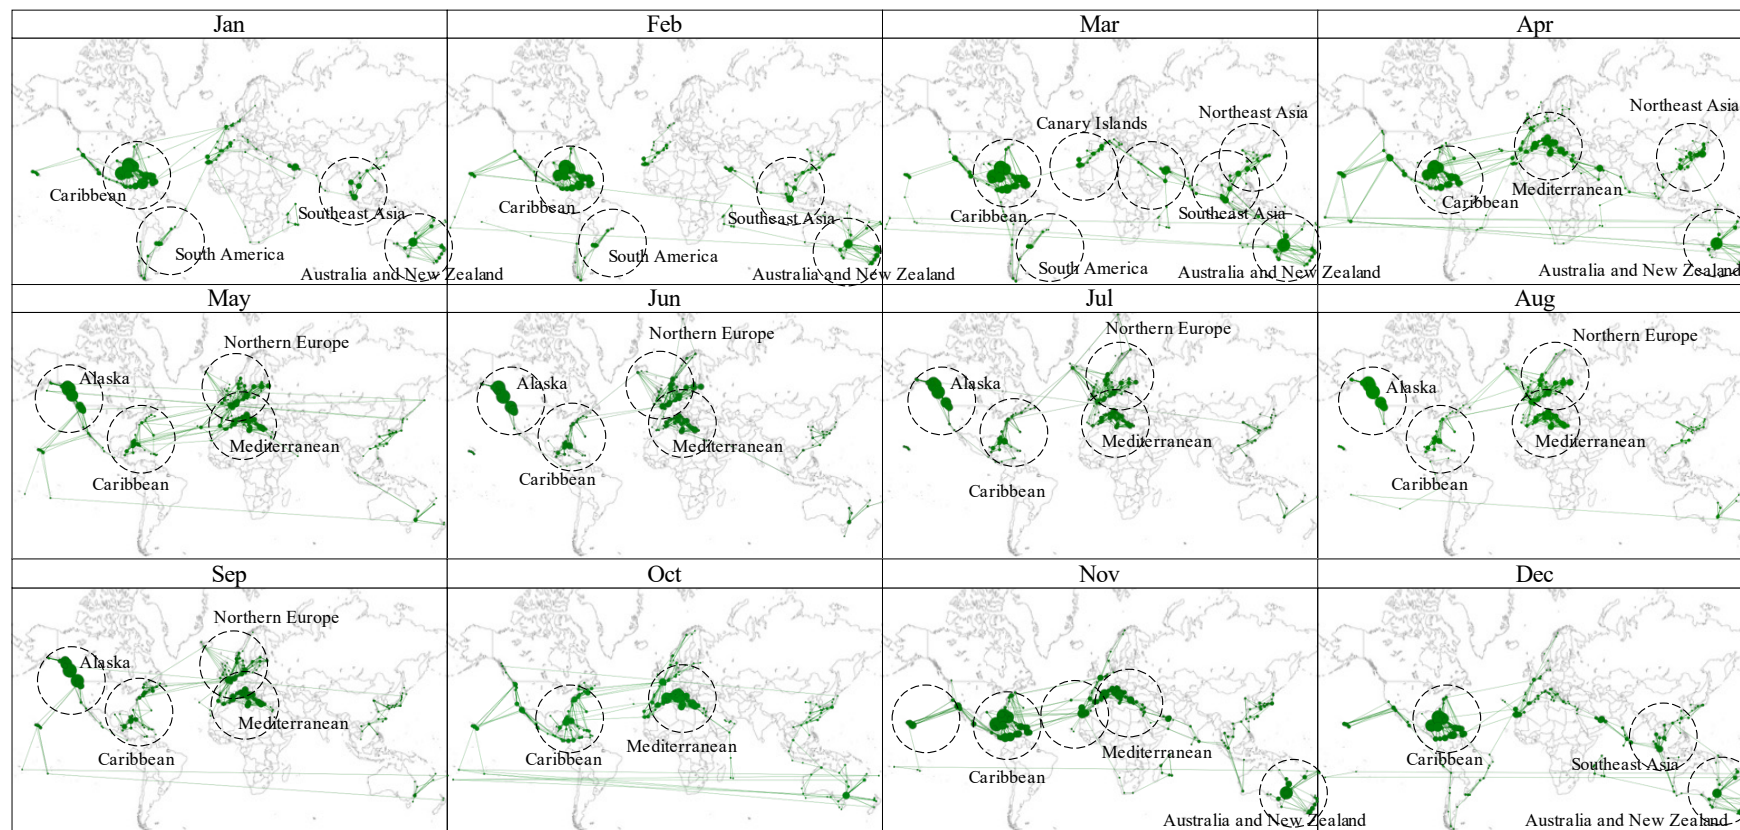 Jan
Feb
Mar
Apr
Caribbean
Southeast Asia
South America
Australia and New Zealand
Caribbean
Southeast Asia
South America
Australia and New Zealand
Canary Islands
Northeast Asia
Caribbean
Southeast Asia
South America
Australia and New Zealand
Northeast Asia
Mediterranean
Caribbean
Australia and New Zealand
May
Jun
Jul
Aug
Northern Europe
Alaska
Mediterranean
Caribbean
Northern Europe
Alaska
Mediterranean
Caribbean
Northern Europe
Alaska
Mediterranean
Caribbean
Northern Europe
Alaska
Mediterranean
Caribbean
Sep
Oct
Nov
Dec
Northern Europe
Alaska
Mediterranean
Caribbean
Mediterranean
Caribbean
Mediterranean
Caribbean
Australia and New Zealand
Caribbean
Southeast Asia
Australia and New Zealand